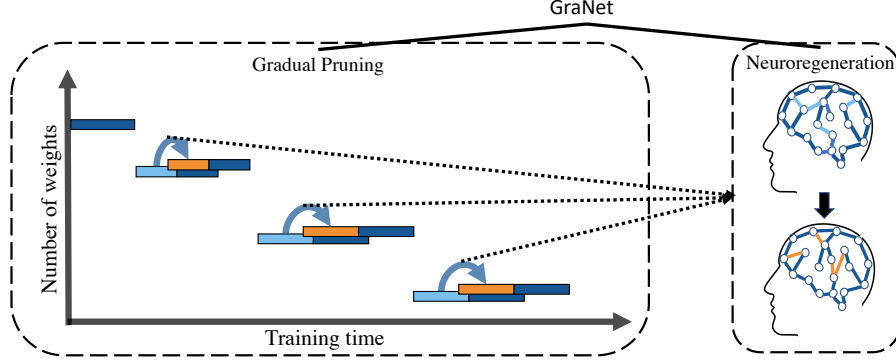 GraNet
Gradual Pruning
Neuroregeneration
Number of weights
Training time